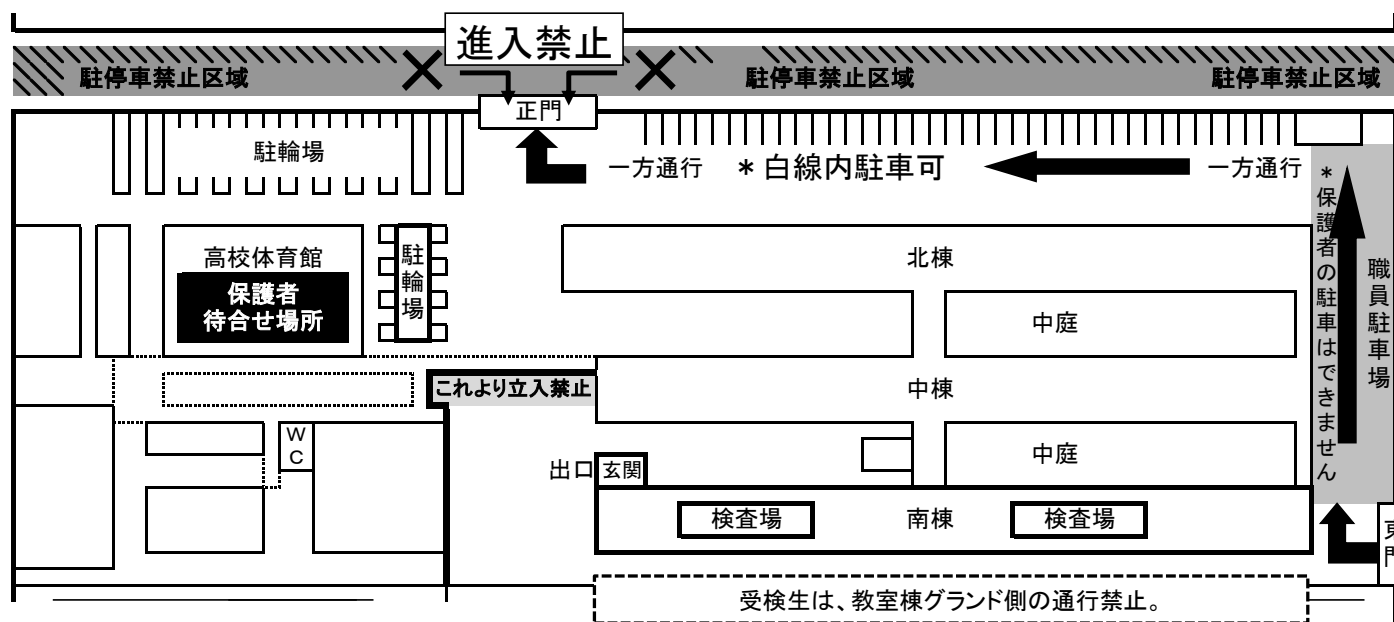 進入禁止
駐停車禁止区域
駐停車禁止区域
駐停車禁止区域
正門
駐輪場
一方通行
＊白線内駐車可
一方通行
＊保護者の駐車はできません
職員駐車場
高校体育館
保護者
待合せ場所
駐輪場
北棟
中庭
これより立入禁止
中棟
WC
中庭
出口
玄関
検査場
南棟
検査場
東門
受検生は、教室棟グランド側の通行禁止。